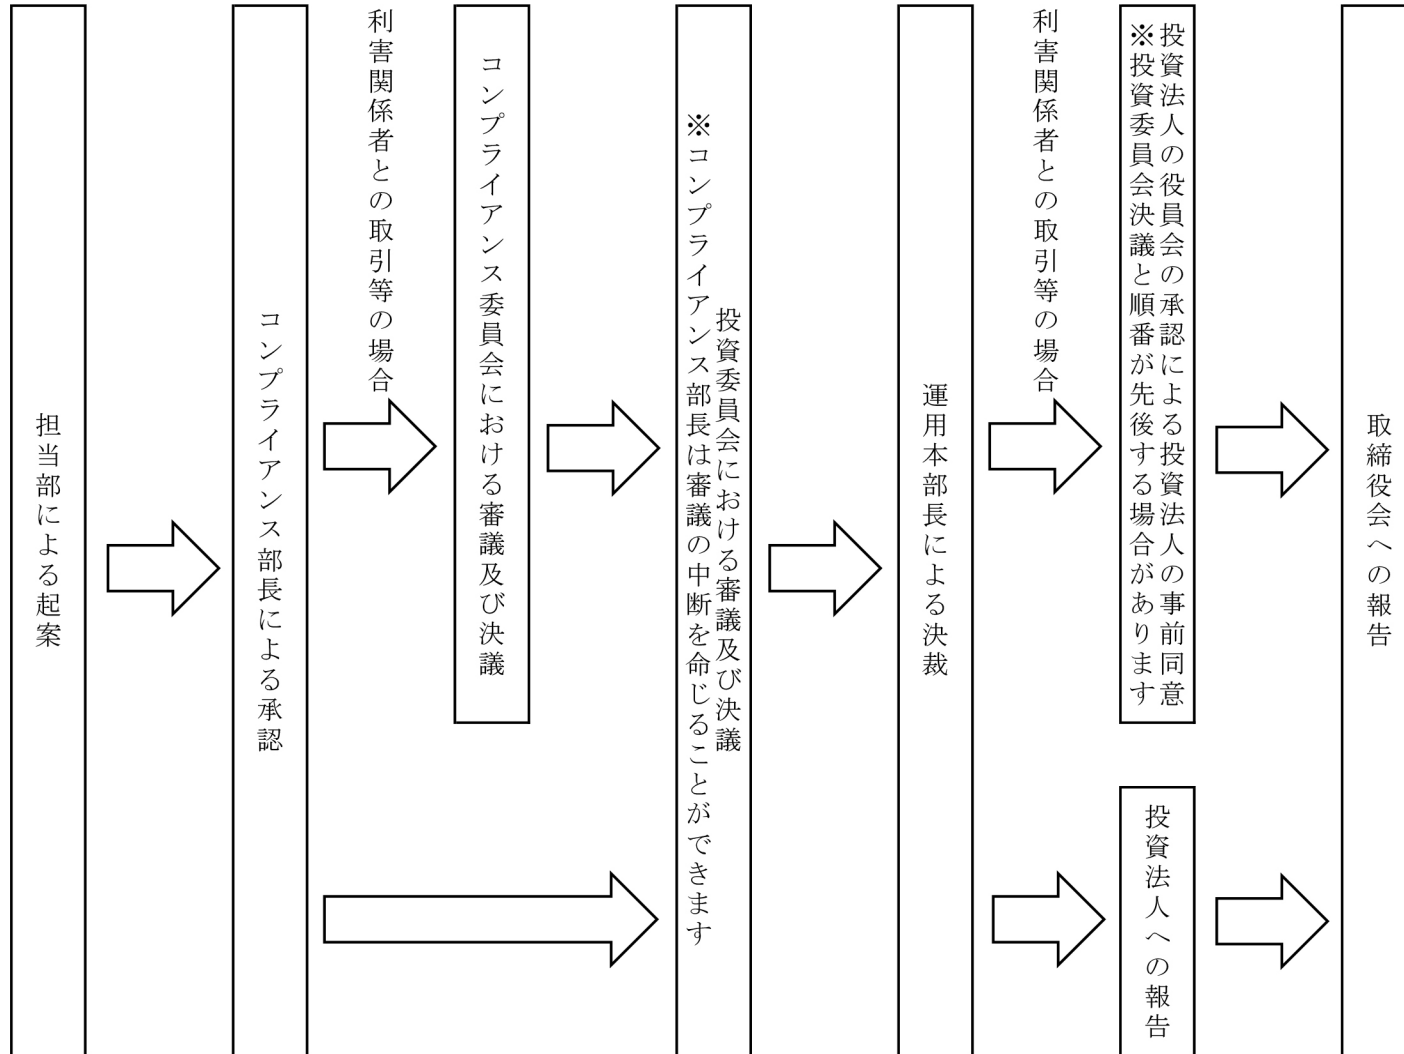 担当部による起案
コンプライアンス部長による承認
利害関係者との取引等の場合
コンプライアンス委員会における審議及び決議
投資委員会における審議及び決議
※コンプライアンス部長は審議の中断を命じることができます
運用本部長による決裁
利害関係者との取引等の場合
投資法人の役員会の承認による投資法人の事前同意
※投資委員会決議と順番が先後する場合があります
投資法人への報告
取締役会への報告